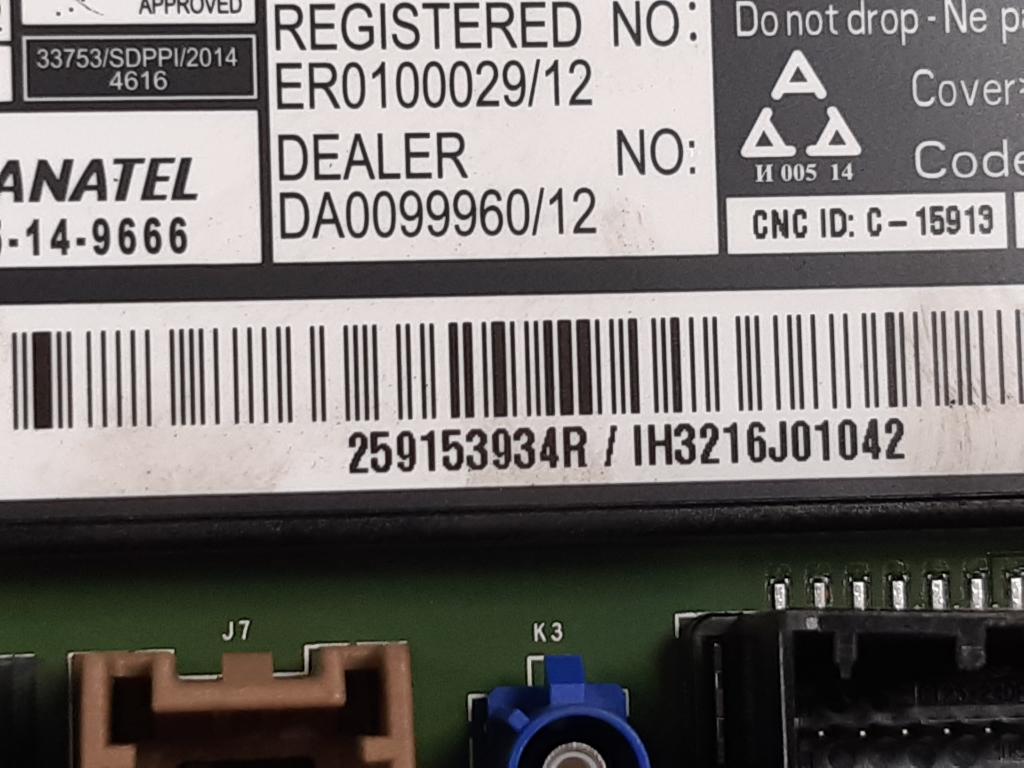 APPROVED
33753/SDPPI/2014
4616
ANATEL
-14-9666
REGISTERED NO:
ER0100029/12
DEALER NO:
DA0099960/12
Do not drop - Ne
A
И 005 14
Cover
Code
CNC ID: C-15913
259153934R / IH3216J01042
J7
K3